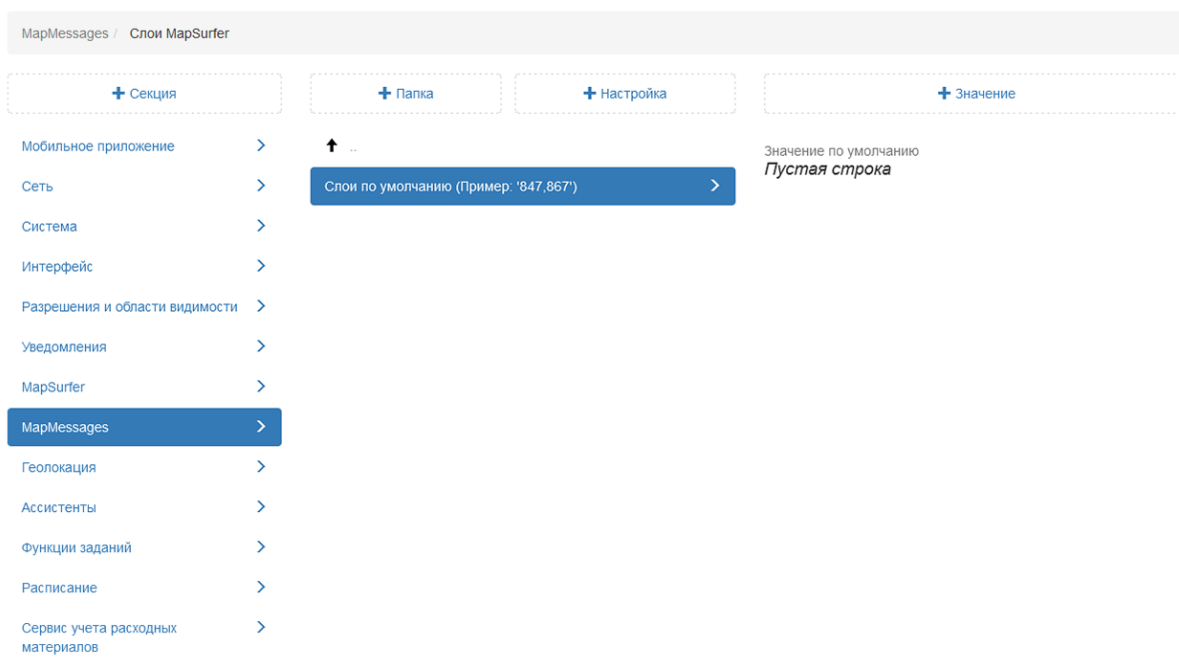 MapMessages / Слои MapSurfer
+ Секция
+ Папка
+ Настройка
+ Значение
Мобильное приложение
Сеть
Система
Интерфейс
Разрешения и области видимости
Уведомления
MapSurfer
MapMessages
Геолокация
Ассистенты
Функции заданий
Расписание
Сервис учета расходных
материалов
..
Слои по умолчанию (Пример: '847,867')
Значение по умолчанию
Пустая строка